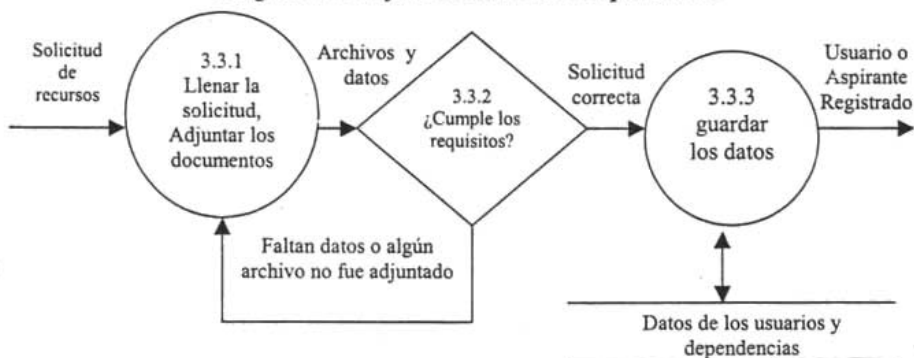 Solicitud
de
recursos
3.3.1
Llenar la
solicitud,
Adjuntar los
documentos
Archivos y
datos
3.3.2
¿Cumple los
requisitos?
Solicitud
correcta
3.3.3
guardar
los datos
Usuario o
Aspirante
Registrado
Faltan datos o algún
archivo no fue adjuntado
Datos de los usuarios y
dependencias